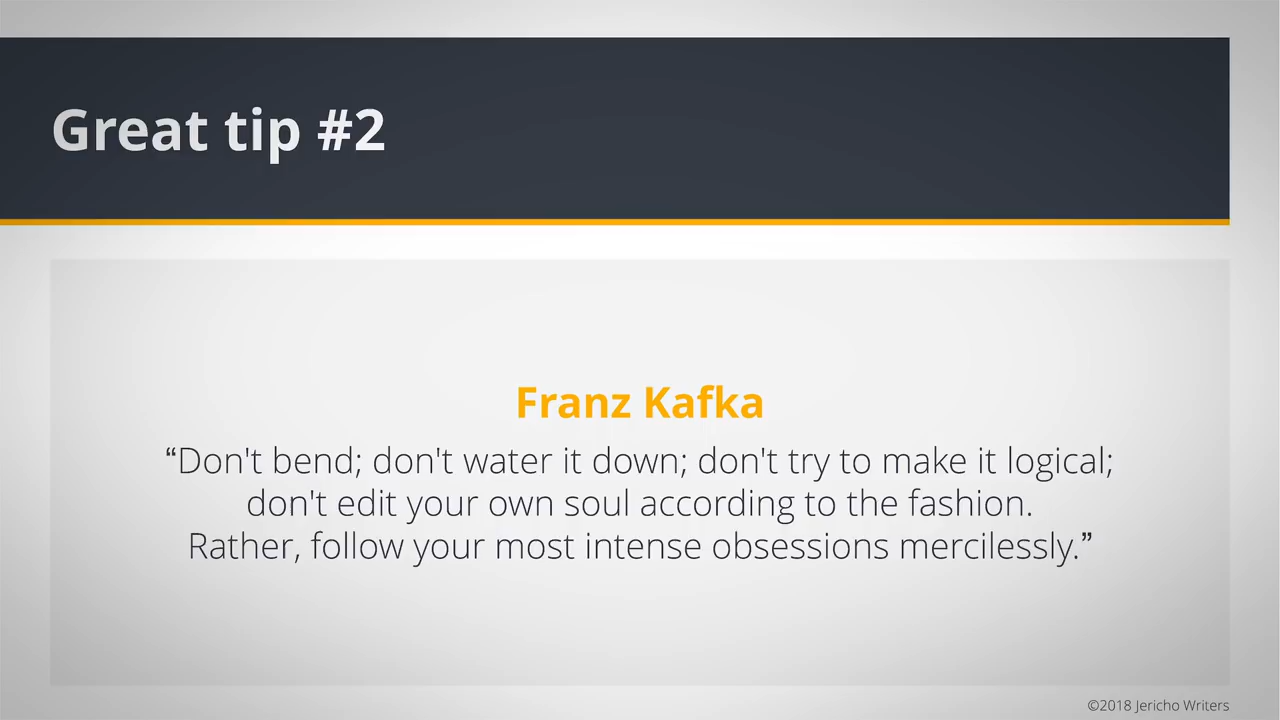 Great tip #2
Franz Kafka
“Don't bend; don't water it down; don't try to make it logical;
don't edit your own soul according to the fashion.
Rather, follow your most intense obsessions mercilessly.”
©2018 Jericho Writers